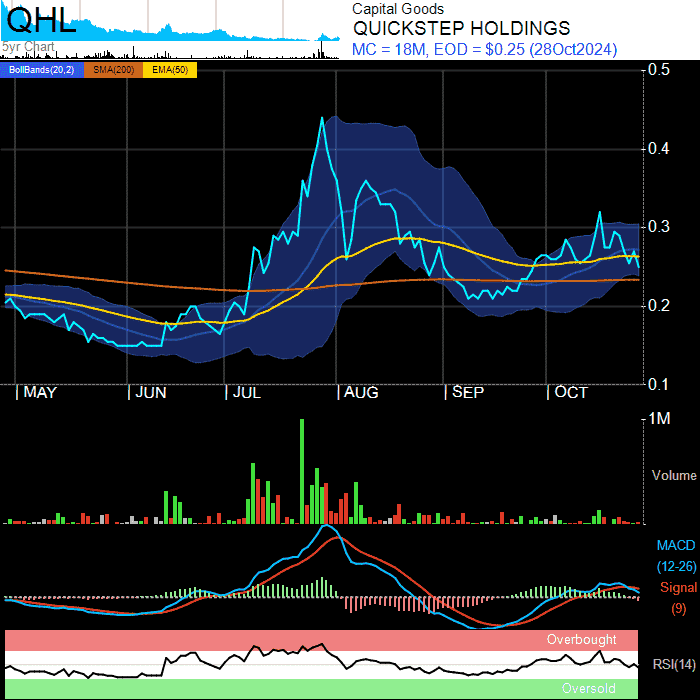 QHL
5yr Chart
Capital Goods
QUICKSTEP HOLDINGS
MC = 18M, EOD = $0.25 (28Oct2024)
BollBands(20,2) SMA(200) EMA(50)
0.5
0.4
0.3
0.2
0.1
MAY JUN JUL AUG SEP OCT
1M
Volume
MACD
(12-26)
Signal
(9)
Overbought
RSI(14)
Oversold